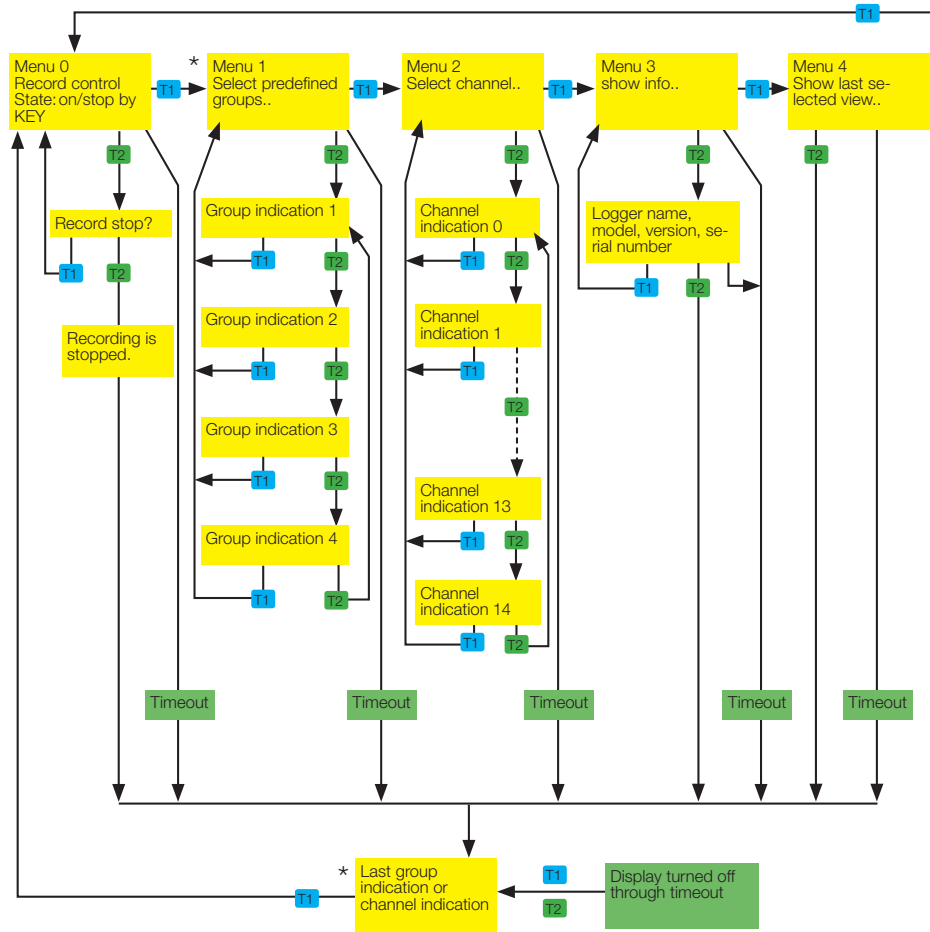 T1
Menu 0
Record control
State: on/stop by
KEY
T1
*
Menu 1
Select predefined
groups..
T1
Menu 2
Select channel..
T1
Menu 3
show info..
T1
Menu 4
Show last se-
lected view..
T2
T2
T2
T2
T2
Record stop?
T1
T2
Recording is
stopped.
Group indication 1
T1
T2
Group indication 2
T1
T2
Group indication 3
T1
T2
Group indication 4
T1
T2
Channel
indication 0
T1
T2
Channel
indication 1
T1
T2
Channel
indication 13
T1
T2
Channel
indication 14
T1
T2
Logger name,
model, version, se-
rial number
T1
T2
Timeout
Timeout
Timeout
Timeout
Timeout
*
Last group
indication or
channel indication
T1
T1
T2
Display turned off
through timeout